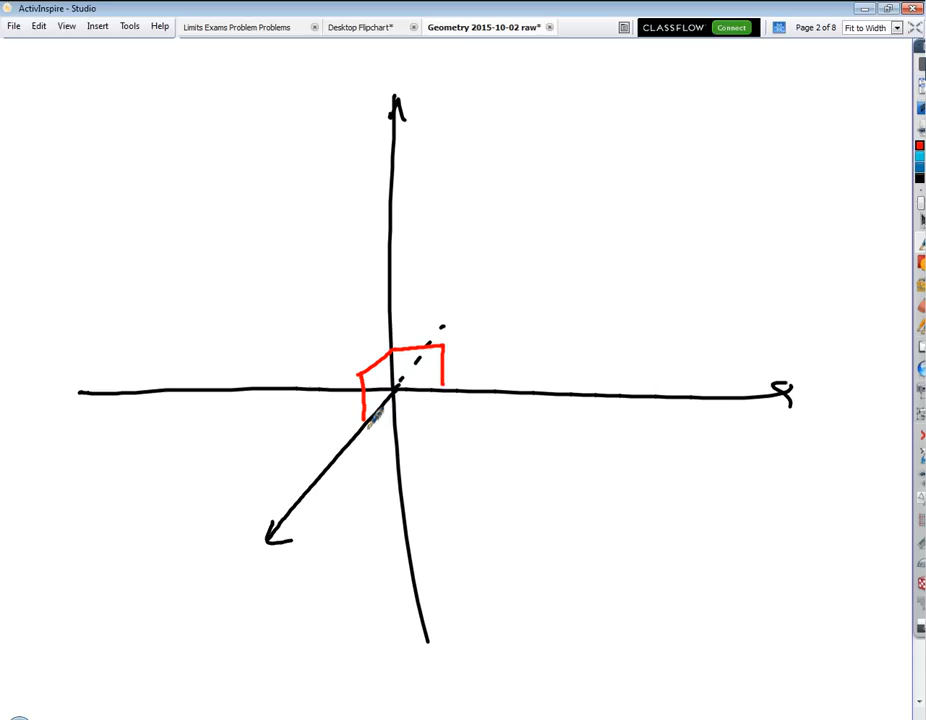 ActivInspire - Studio
File Edit View Insert Tools Help Limits Exams Problem Problems Desktop Flipchart* Geometry 2015-10-02 raw* CLASSFLOW Connect Page 2 of 8 Fit to Width